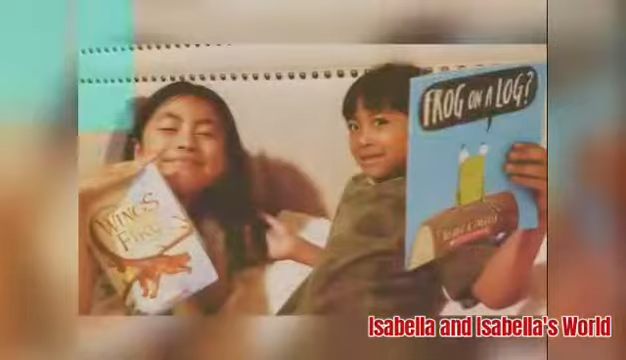 FROG ON A LOG?
WINGS
OF
FIRE
Isabella and Isabella's World